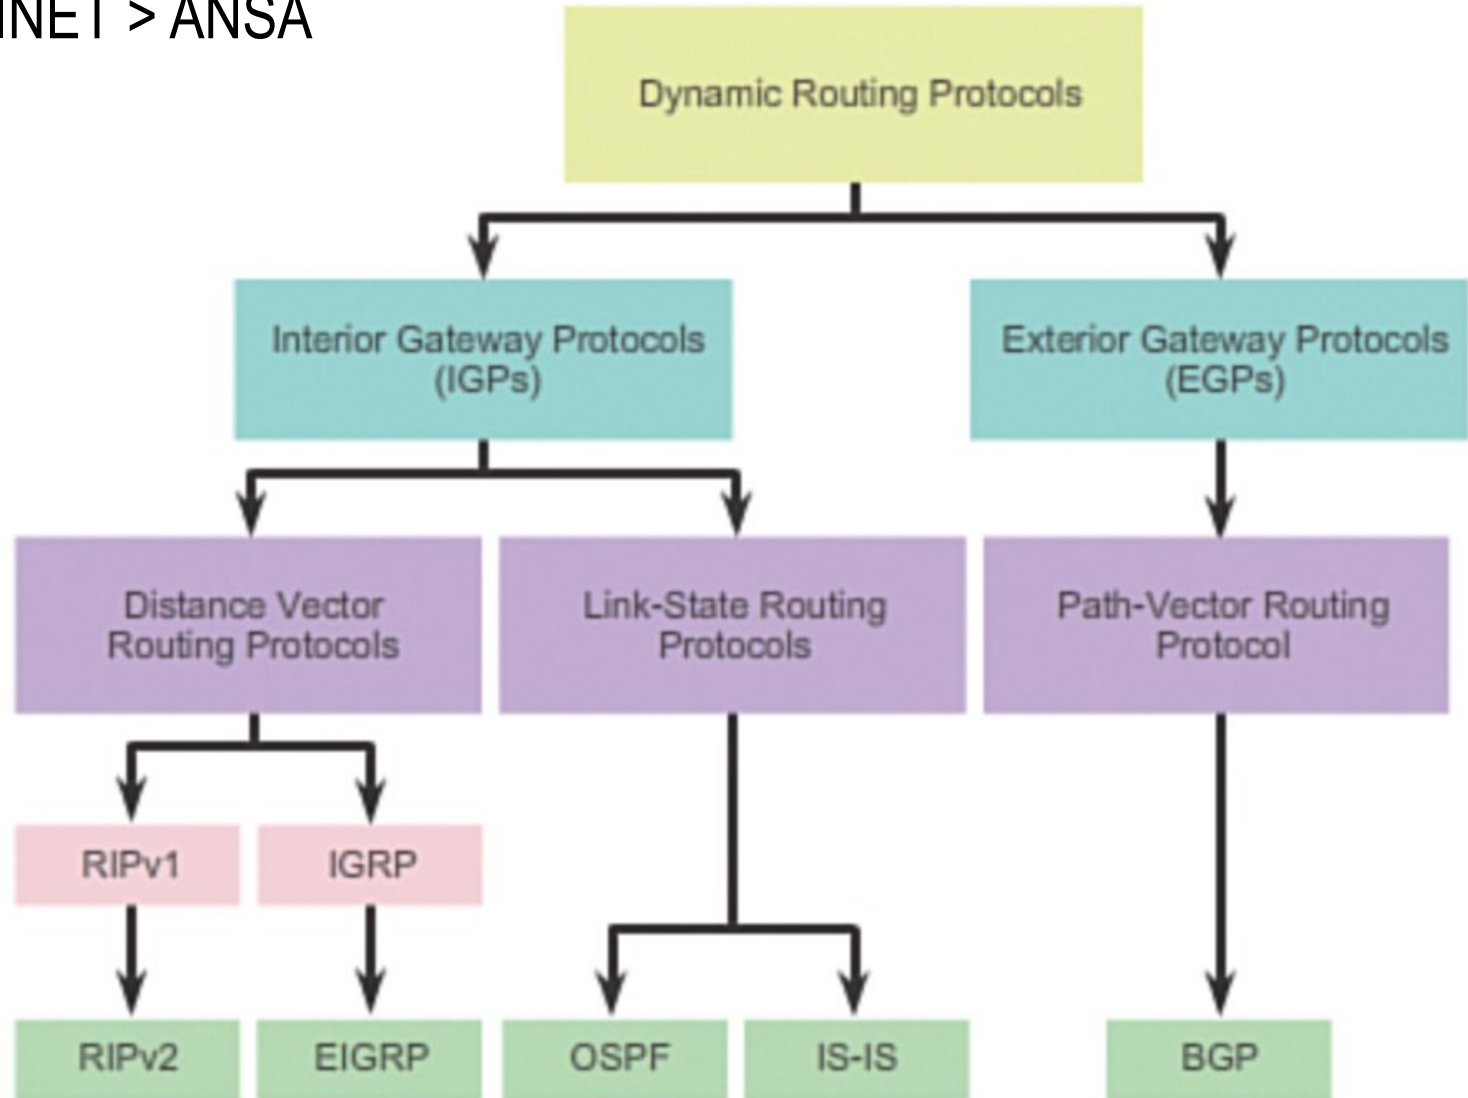 > ANSA
Dynamic Routing Protocols
Interior Gateway Protocols
(IGPs)
Exterior Gateway Protocols
(EGPs)
Distance Vector
Routing Protocols
Link-State Routing
Protocols
Path-Vector Routing
Protocol
RIPv1
IGRP
RIPv2
EIGRP
OSPF
IS-IS
BGP